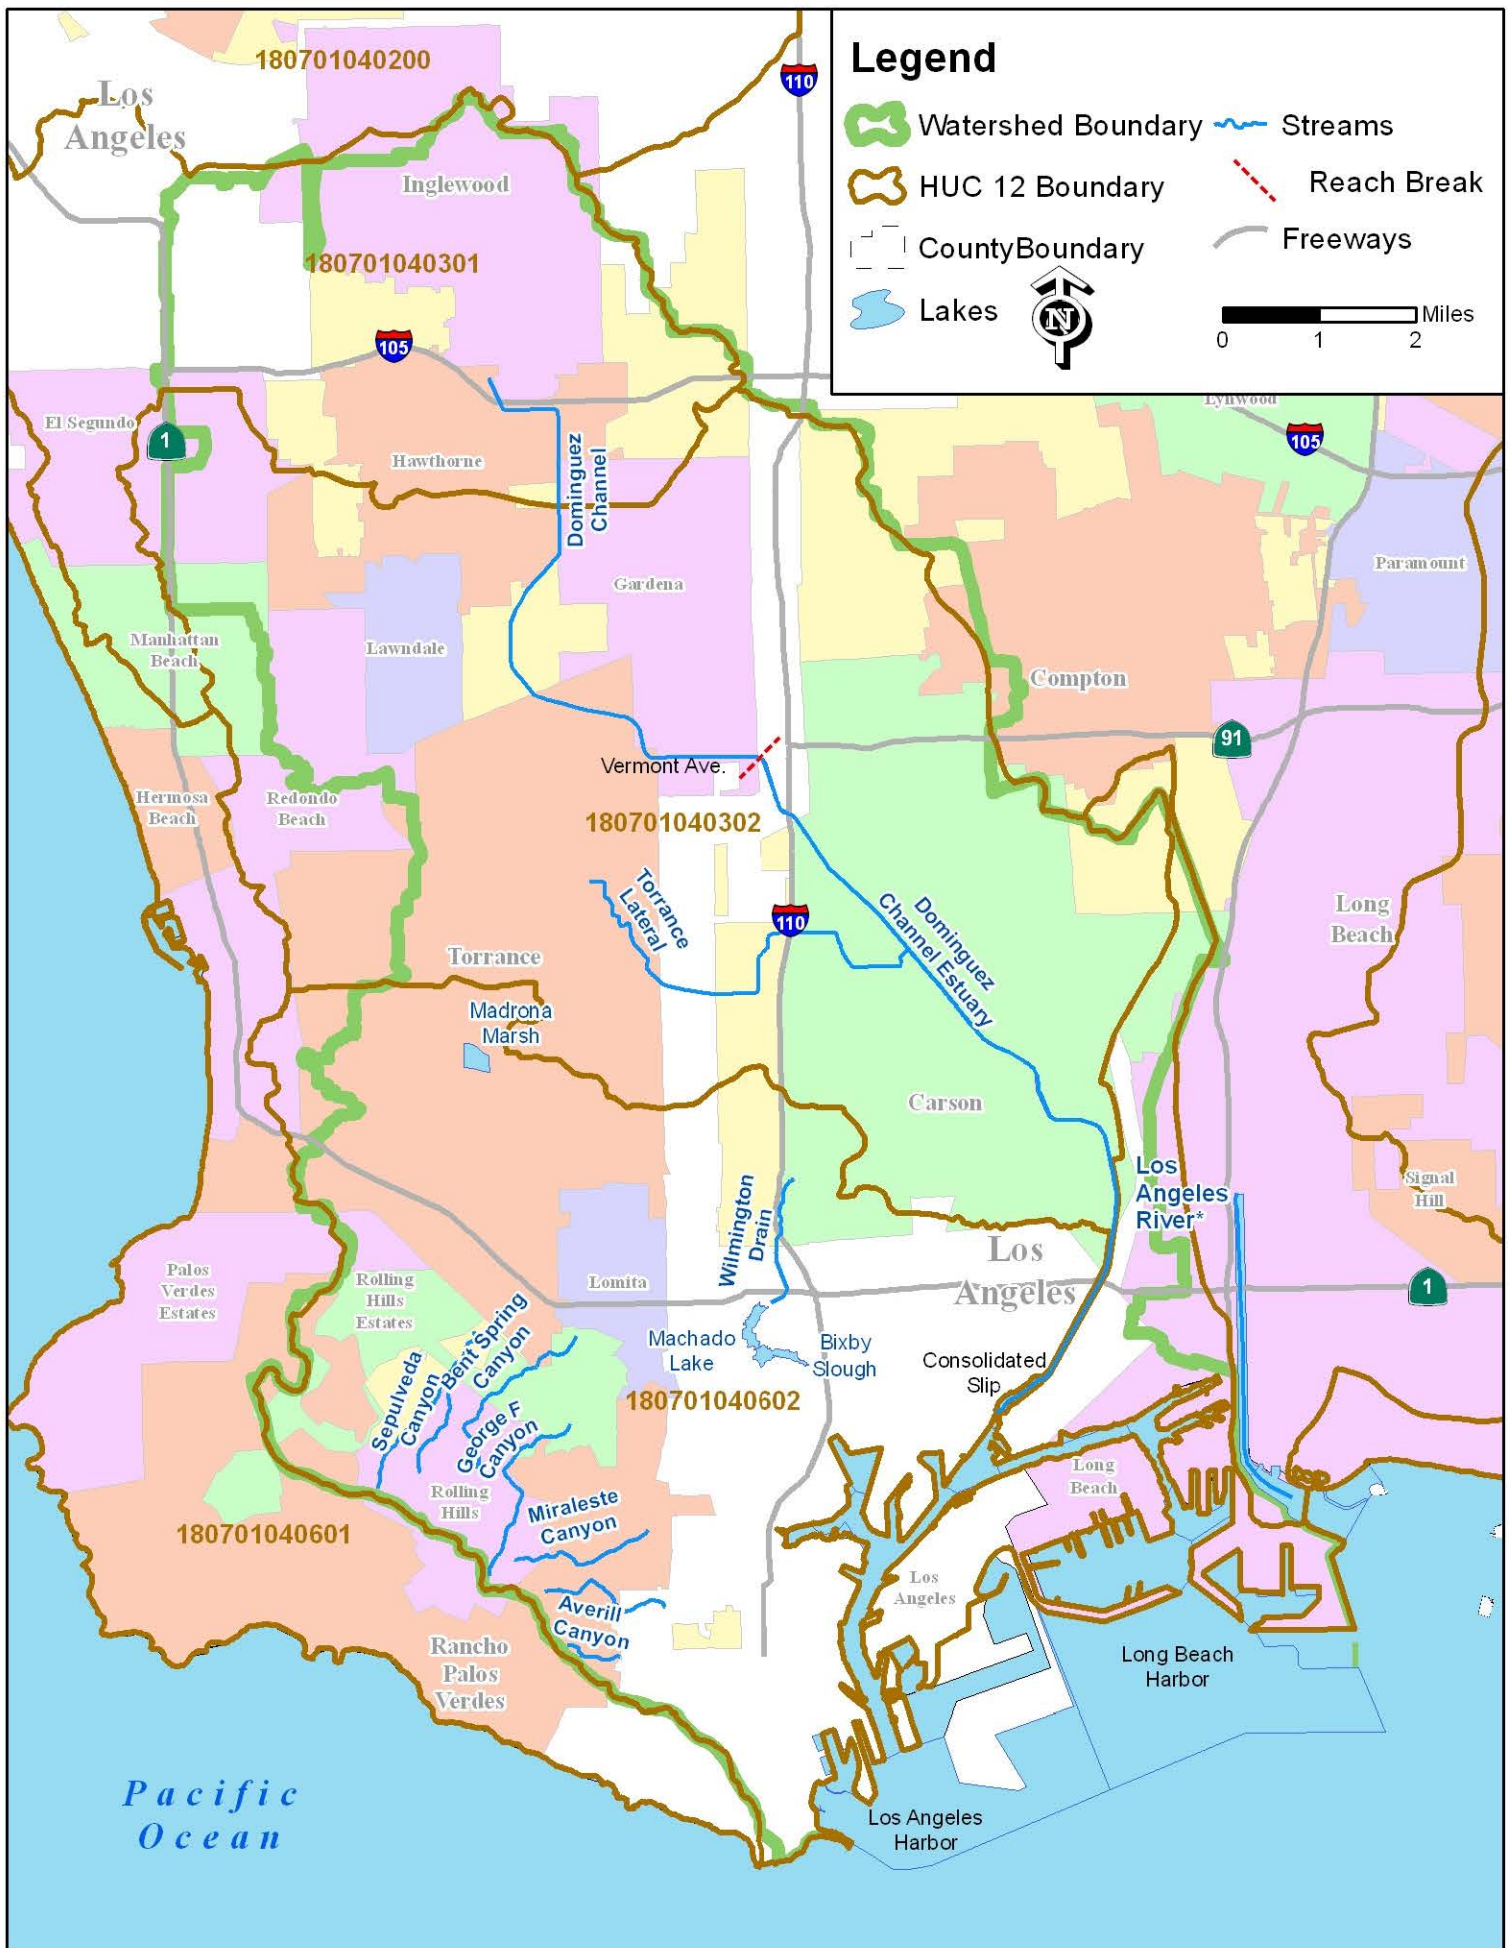 180701040200
Los
Angeles
110
Legend
Watershed Boundary
HUC 12 Boundary
CountyBoundary
Lakes
Streams
Reach Break
Freeways
N
Miles
0 1 2
Inglewood
180701040301
105
El Segundo
1
Hawthorne
Dominguez
Channel
Lynwood
105
Gardena
Paramount
Manhattan
Beach
Lawndale
Compton
91
Vermont Ave.
Hermosa
Beach
Redondo
Beach
180701040302
Torrance
Lateral
110
Dominguez
Channel Estuary
Long
Beach
Torrance
Madrona
Marsh
Carson
Los
Angeles
River*
Signal
Hill
Wilmington
Drain
Los
Angeles
Palos
Verdes
Estates
Rolling
Hills
Estates
Lomita
1
Machado
Lake
Bixby
Slough
Consolidated
Slip
Sepulveda
Canyon
Bent Spring
Canyon
George F
Canyon
180701040602
Rolling
Hills
Miraleste
Canyon
Long
Beach
180701040601
Los
Angeles
Averill
Canyon
Rancho
Palos
Verdes
Long Beach
Harbor
Pacific
Ocean
Los Angeles
Harbor